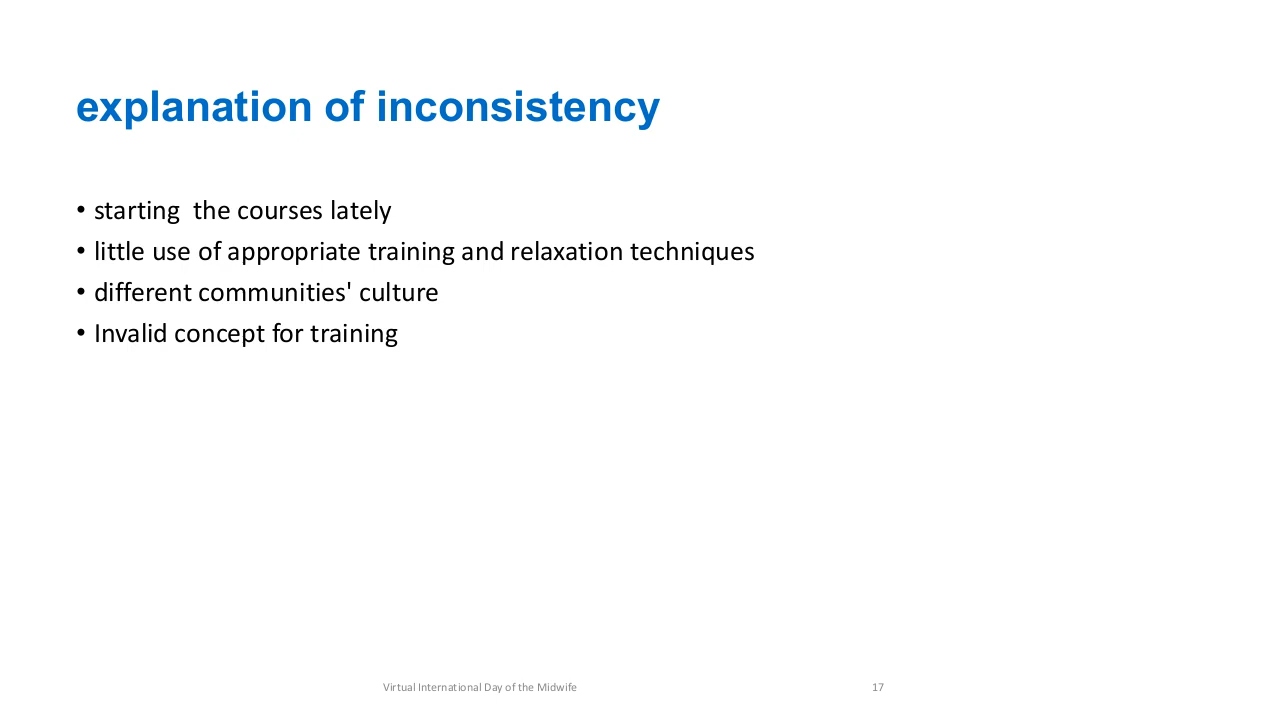 explanation of inconsistency
• starting  the courses lately
• little use of appropriate training and relaxation techniques
• different communities' culture
• Invalid concept for training
Virtual International Day of the Midwife
17